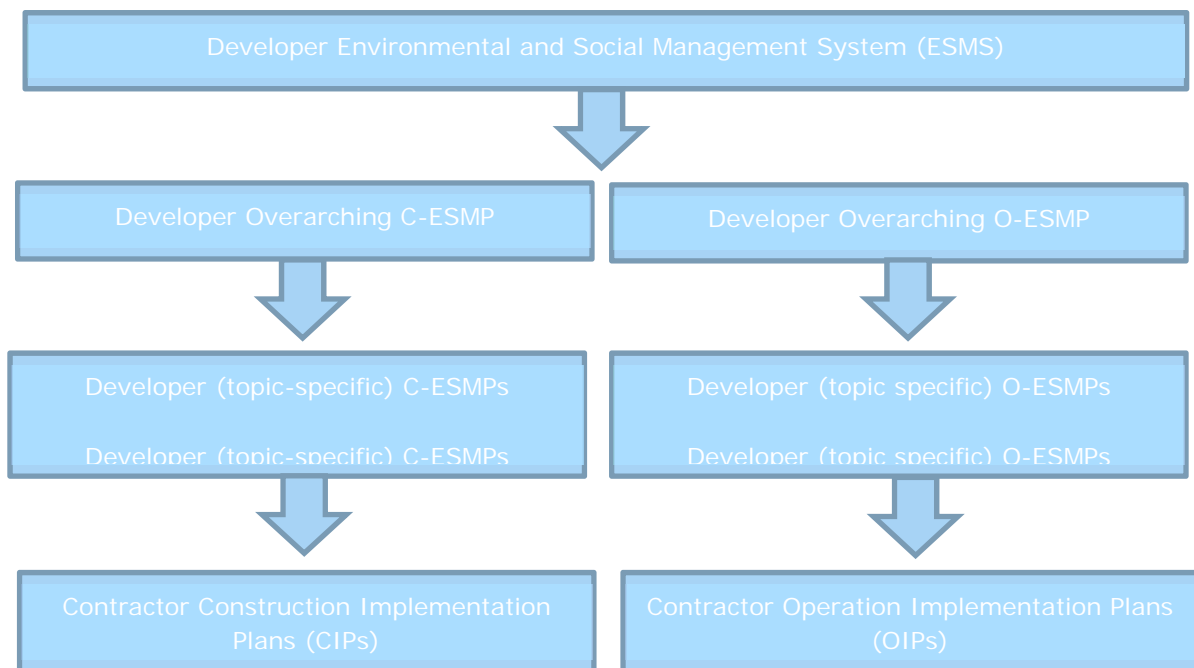 Developer Environmental and Social Management System (ESMS)
Developer Overarching C-ESMP
Developer Overarching O-ESMP
Developer (topic-specific) C-ESMPs
Developer (topic-specific) C-ESMPs
Developer (topic specific) O-ESMPs
Developer (topic specific) O-ESMPs
Contractor Construction Implementation
Plans (CIPs)
Contractor Operation Implementation Plans
(OIPs)